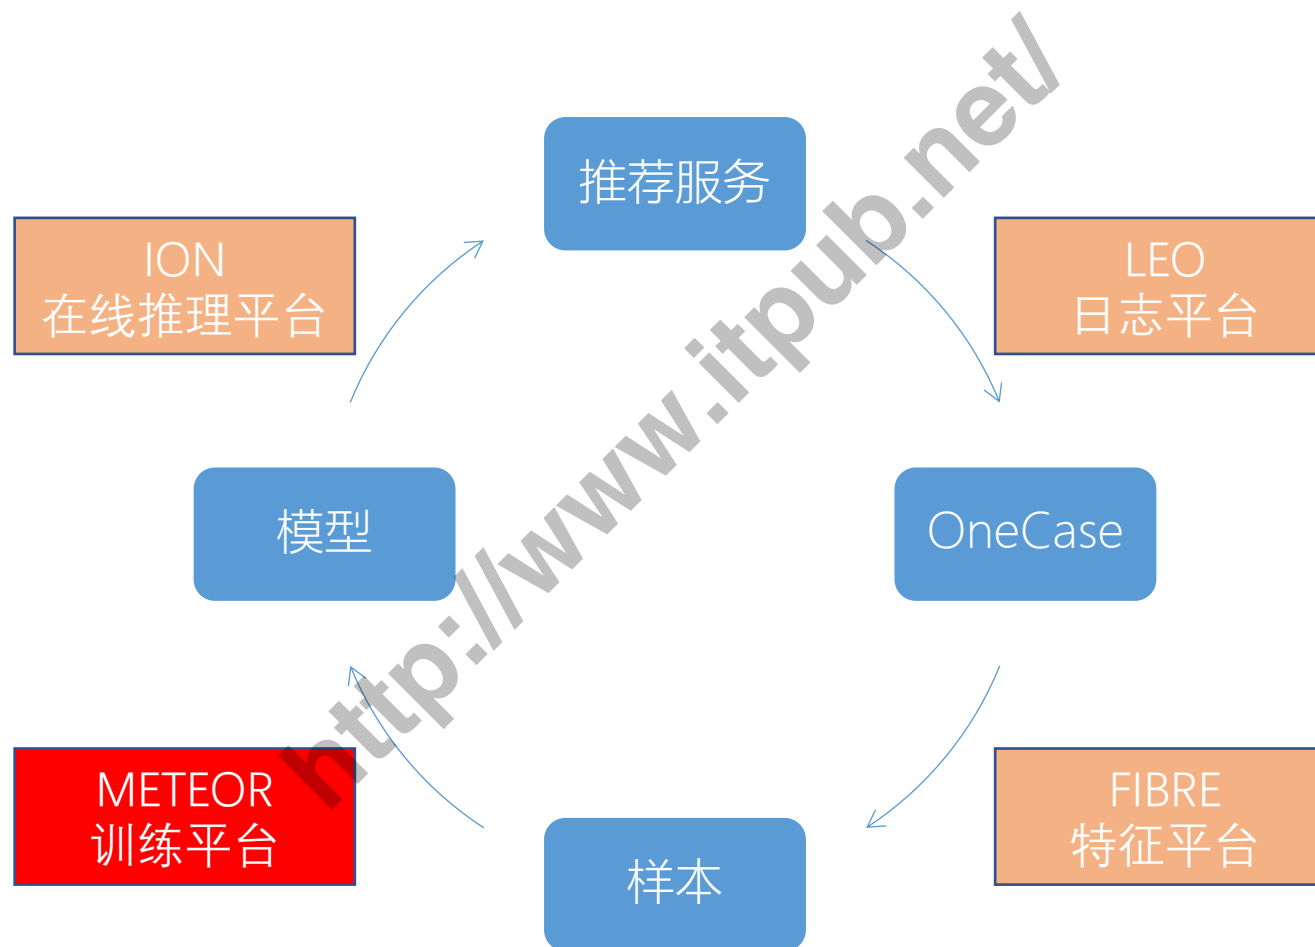 推荐服务
ION
在线推理平台
LEO
日志平台
模型
OneCase
METEOR
训练平台
FIBRE
特征平台
样本
http://www.itpub.net/